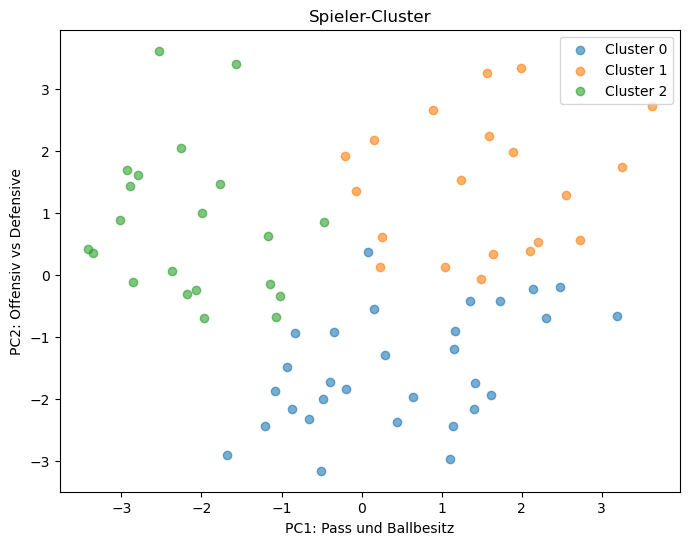 Spieler-Cluster
Cluster 0
Cluster 1
Cluster 2
PC2: Offensiv vs Defensive
3
2
1
0
−1
−2
−3
−3
−2
−1
0
1
2
3
PC1: Pass und Ballbesitz